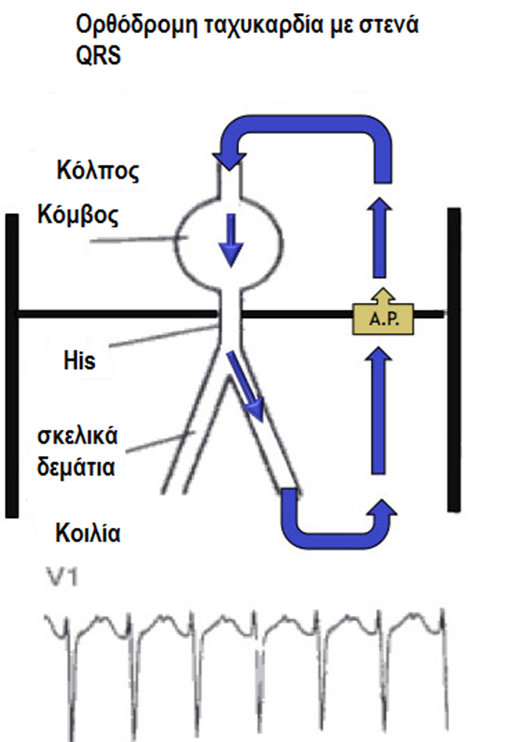 Ορθόδρομη ταχυκαρδία με στενά
QRS
Κόλπος
Κόμβος
A.P.
His
σκελικά
δεμάτια
Κοιλία
V1